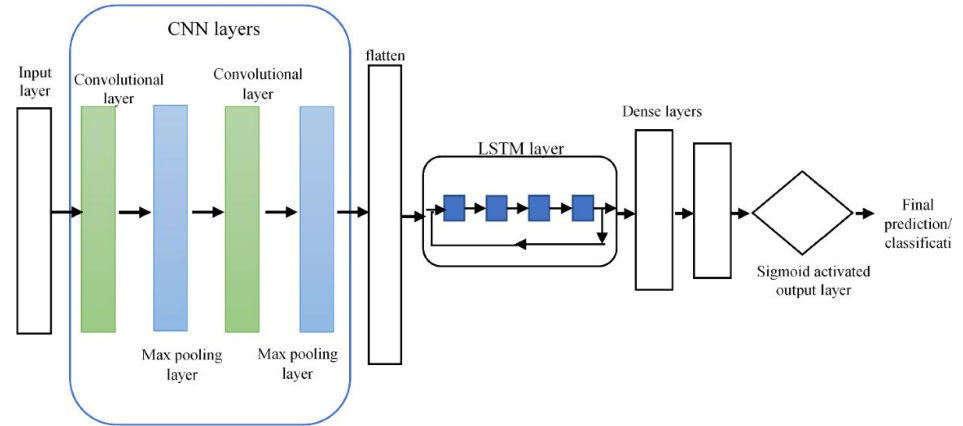 CNN layers
flatten
Input
layer
Convolutional
layer
Convolutional
layer
Max pooling
layer
Max pooling
layer
LSTM layer
Dense layers
Sigmoid activated
output layer
Final
prediction/
classificati